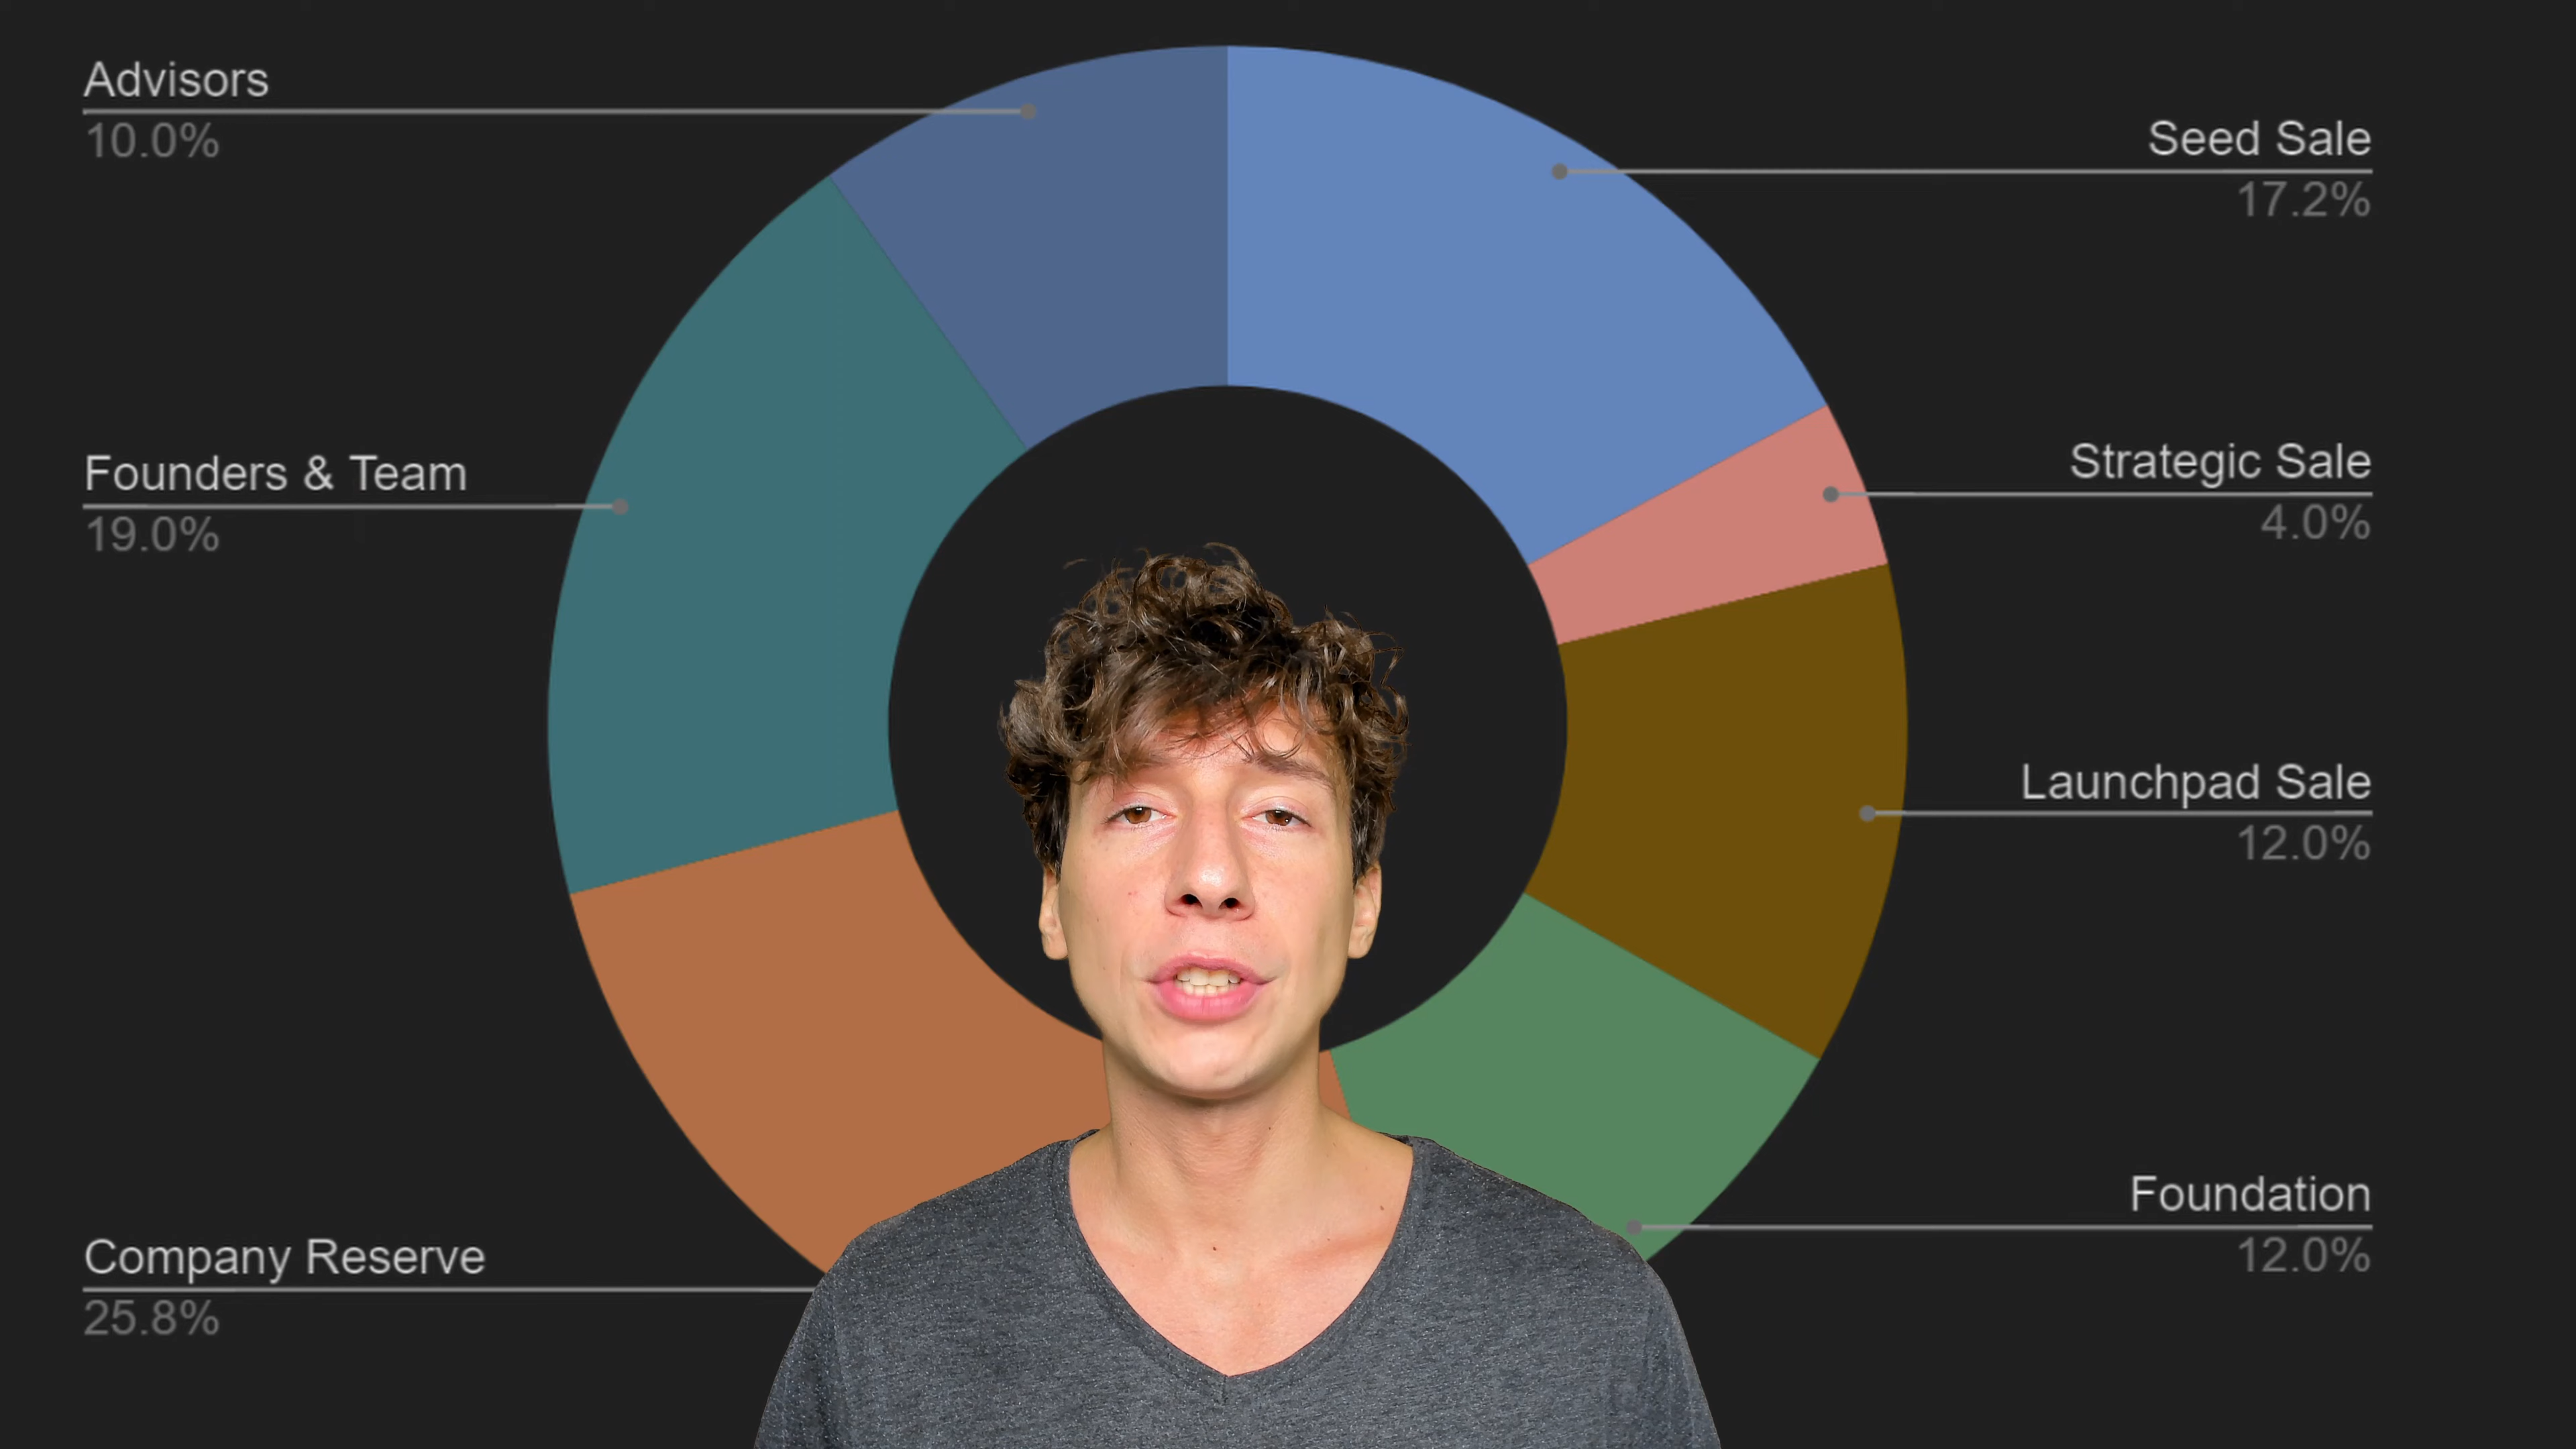 Advisors
10.0%
Seed Sale
17.2%
Founders & Team
19.0%
Strategic Sale
4.0%
Launchpad Sale
12.0%
Company Reserve
25.8%
Foundation
12.0%